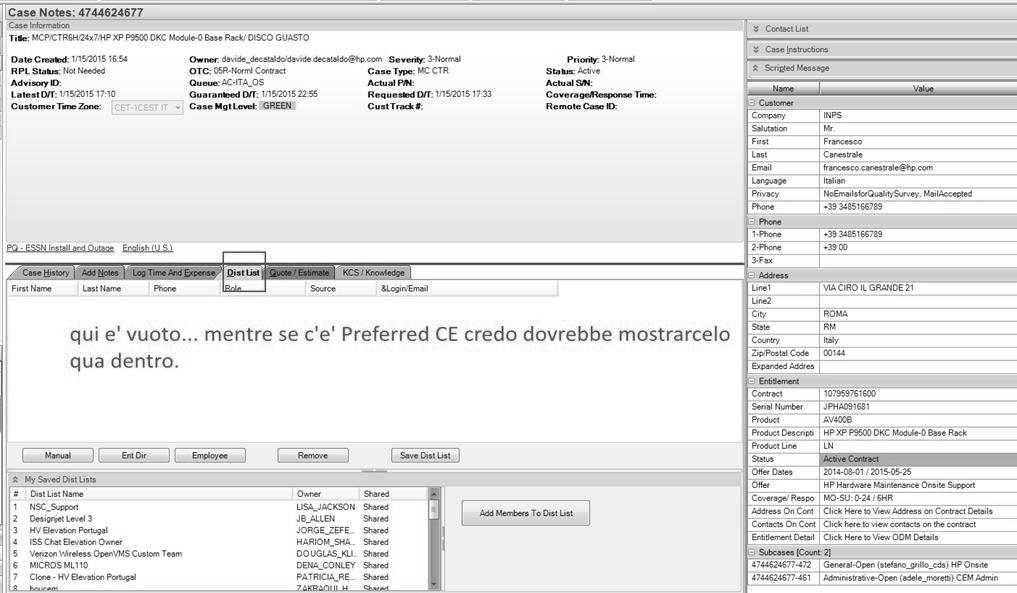 Case Notes: 4744624677
Case Information
Title: MCP/CTR6H/24x7/HP XP P9500 DKC Module-0 Base Rack/ DISCO GUASTO
Date Created: 1/15/2015 16:54 Owner: davide_decataldo/davide.decataldo@hp.com Severity: 3-Normal Priority: 3-Normal
RPL Status: Not Needed OTC: 05R-Norml Contract Case Type: MC CTR Status: Active
Advisory ID: Queue: AC-ITA_OS Actual P/N: Actual S/N:
Latest D/T: 1/15/2015 17:10 Guaranteed D/T: 1/15/2015 22:55 Requested D/T: 1/15/2015 17:33 Coverage/Response Time:
Customer Time Zone: CET-1CEST IT Case Mgt Level: GREEN Cust Track#: Remote Case ID:
PQ - ESSN Install and Outage English (U.S.)
Case History Add Notes Log Time And Expense Dist List Quote / Estimate KCS / Knowledge
First Name Last Name Phone Role Source &Login/Email
qui e' vuoto... mentre se c'e' Preferred CE credo dovrebbe mostrarcelo
qua dentro.
Manual Ent Dir Employee Remove Save Dist List
My Saved Dist Lists
# Dist List Name Owner Shared
1 NSC_Support LISA_JACKSON Shared
2 Designjet Level 3 JB_ALLEN Shared
3 HV Elevation Portugal JORGE_ZEFE... Shared
4 ISS Chat Elevation Owner HARIOM_SHA... Shared
5 Verizon Wireless OpenVMS Custom Team DOUGLAS_KLI... Shared
6 MICROS ML110 DENA_CONLEY Shared
7 Clone - HV Elevation Portugal PATRICIA_RE... Shared
8 boucem ZAKRAOUI_H... Shared
Add Members To Dist List
Contact List
Case Instructions
Scripted Message
Name Value
Customer
Company INPS
Salutation Mr.
First Francesco
Last Canestrale
Email francesco.canestrale@hp.com
Language Italian
Privacy NoEmailsforQualitySurvey, MailAccepted
Phone +39 3485166789
Phone
1-Phone +39 3485166789
2-Phone +39 00
3-Fax
Address
Line1 VIA CIRO IL GRANDE 21
Line2
City ROMA
State RM
Country Italy
Zip/Postal Code 00144
Expanded Addres
Entitlement
Contract 107959761600
Serial Number JPHA091681
Product AV400B
Product Descripti HP XP P9500 DKC Module-0 Base Rack
Product Line LN
Status Active Contract
Offer Dates 2014-08-01 / 2015-05-25
Offer HP Hardware Maintenance Onsite Support
Coverage/ Respo MO-SU: 0-24 / 6HR
Address On Cont Click Here to View Address on Contract Details
Contacts On Cont Click here to view contacts on the contract
Entitlement Detail Click Here to View ODM Details
Subcases [Count: 2]
4744624677-472 General-Open (stefano_grillo_cds) HP Onsite
4744624677-461 Administrative-Open (adele_moretti) CEM Admin